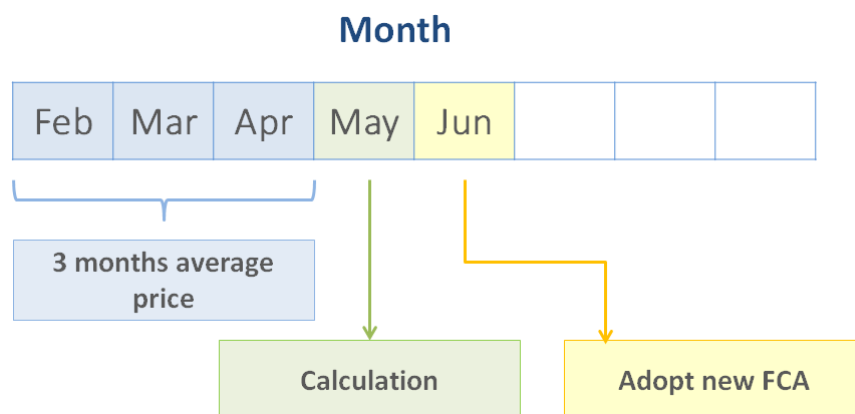 Month
Feb Mar Apr May Jun
3 months average
price
Calculation
Adopt new FCA